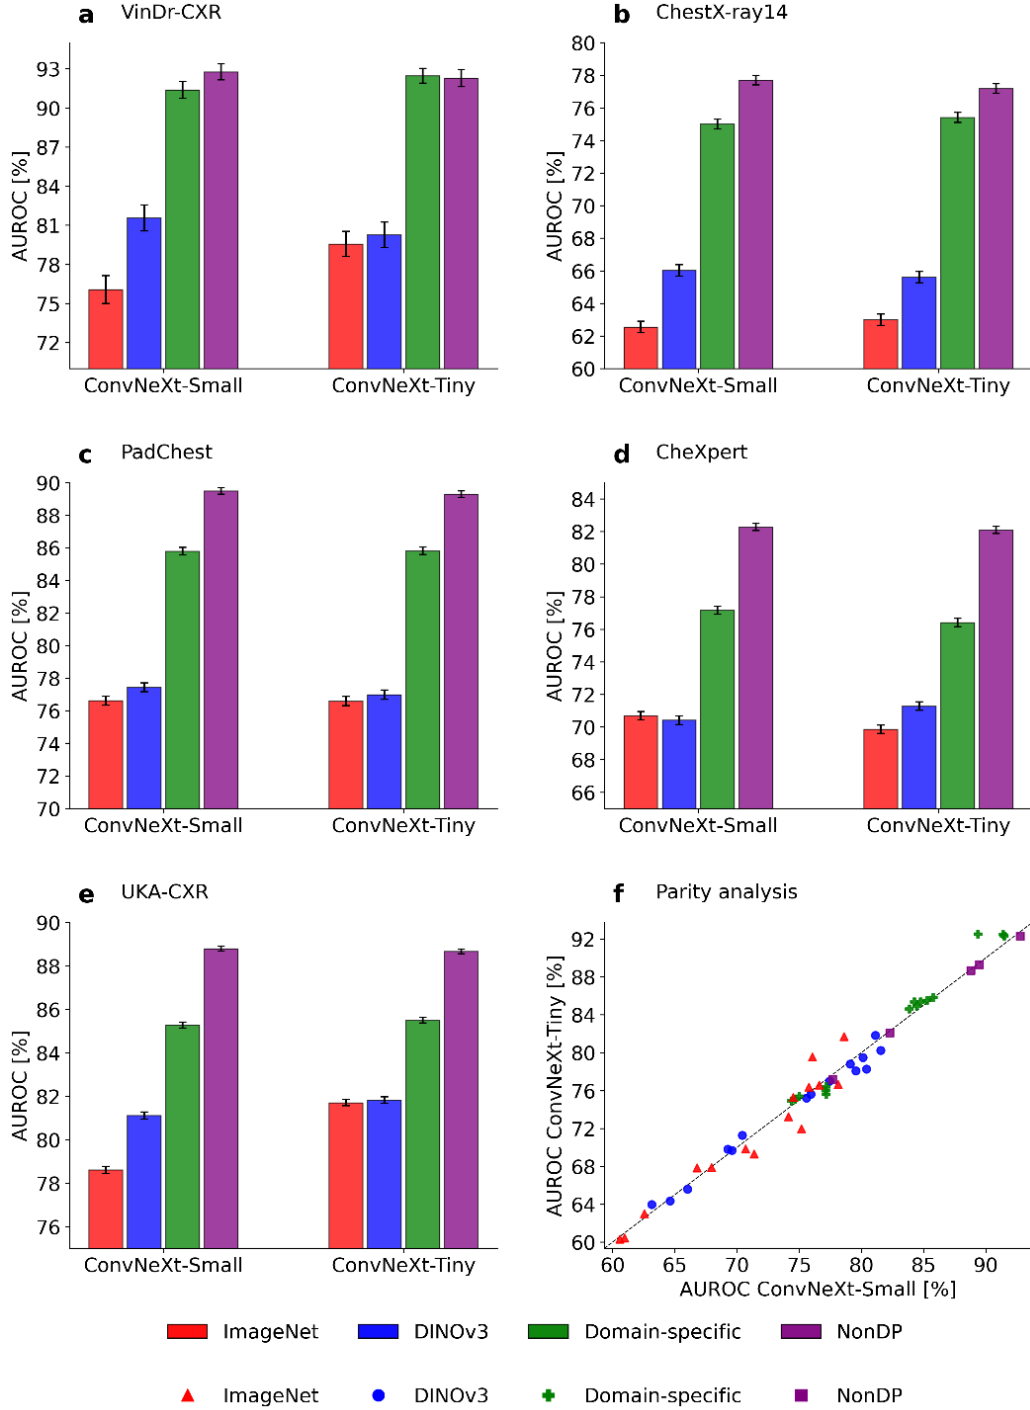 a VinDr-CXR
AUROC [%]
93
90
87
84
81
78
75
72
ConvNeXt-Small ConvNeXt-Tiny
b ChestX-ray14
AUROC [%]
80
78
76
74
72
70
68
66
64
62
60
ConvNeXt-Small ConvNeXt-Tiny
c PadChest
AUROC [%]
90
88
86
84
82
80
78
76
74
72
70
ConvNeXt-Small ConvNeXt-Tiny
d CheXpert
AUROC [%]
84
82
80
78
76
74
72
70
68
66
ConvNeXt-Small ConvNeXt-Tiny
e UKA-CXR
AUROC [%]
90
88
86
84
82
80
78
76
ConvNeXt-Small ConvNeXt-Tiny
f Parity analysis
AUROC ConvNeXt-Tiny [%]
92
88
84
80
76
72
68
64
60
60 65 70 75 80 85 90
AUROC ConvNeXt-Small [%]
ImageNet DINOv3 Domain-specific NonDP
ImageNet DINOv3 Domain-specific NonDP